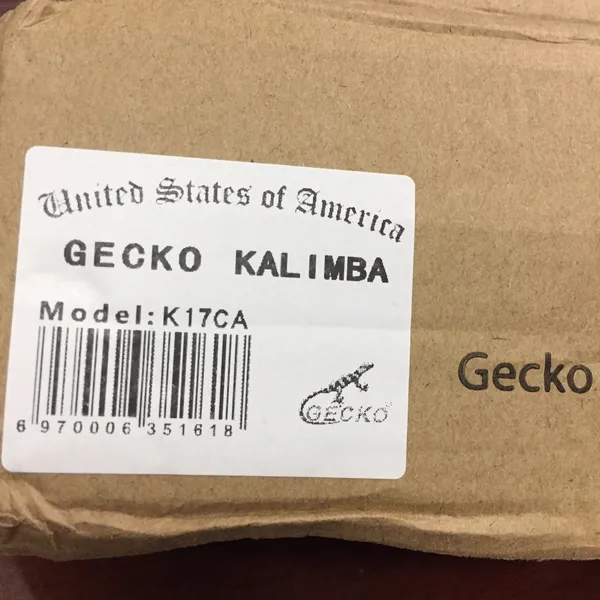 United States of America
GECKO KALIMBA
Model:K17CA
6 970006 351618
GECKO
Gecko